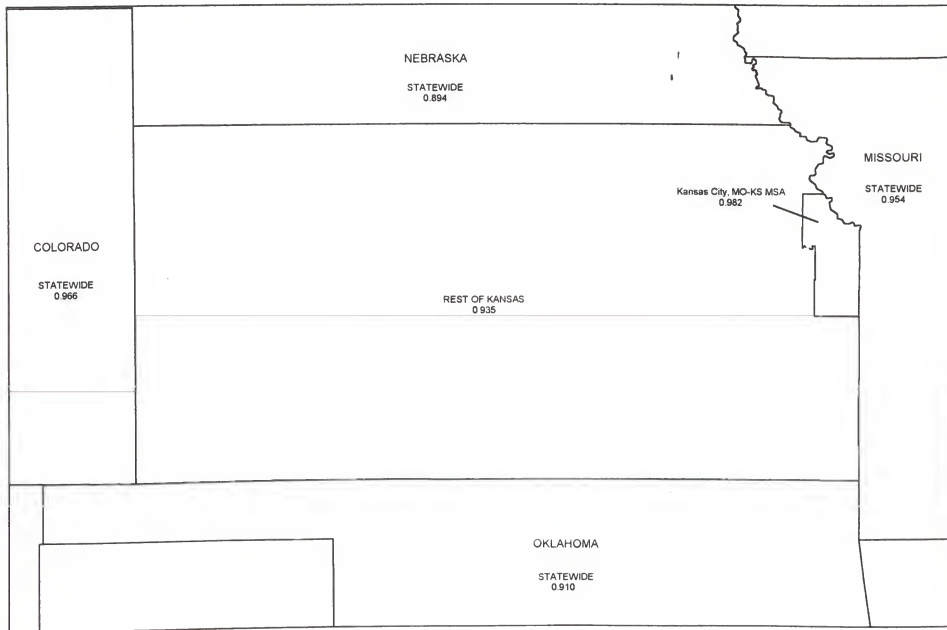 NEBRASKA
STATEWIDE
0.894
MISSOURI
STATEWIDE
0.954
Kansas City, MO-KS MSA
0.982
COLORADO
STATEWIDE
0.966
REST OF KANSAS
0.935
OKLAHOMA
STATEWIDE
0.910